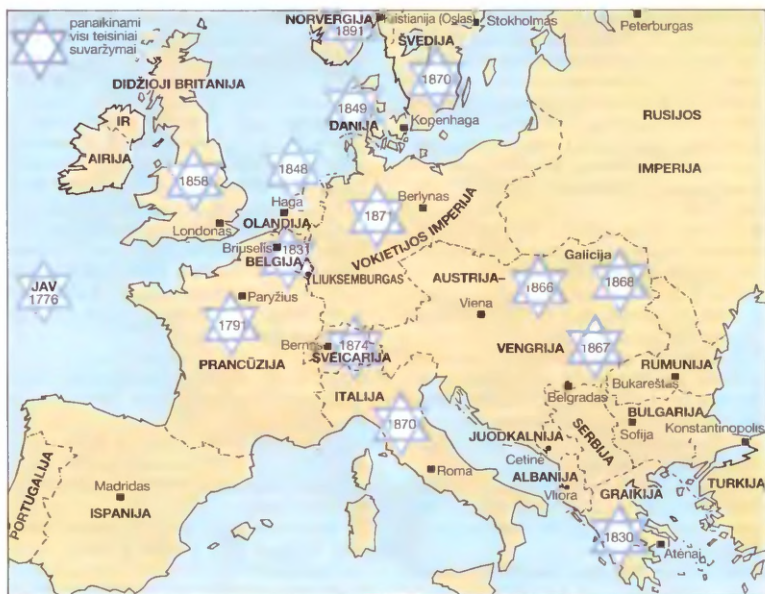 panaikinami
visi teisiniai
suvaržymai
NORVERGIJA
1891
Kristianija (Oslas)
Stokholmas
Peterburgas
ŠVEDIJA
1870
DIDŽIOJI BRITANIJA
1849
DANIJA
Kopenhaga
RUSIJOS
IMPERIJA
IR
AIRIJA
1858
1848
Haga
OLANDIJA
Londonas
1871
Berlynas
VOKIETIJOS IMPERIJA
Briuselis
1831
BELGIJA
LIUKSEMBURGAS
JAV
1776
Paryžius
1791
PRANCŪZIJA
AUSTRIJA
Viena
Galicija
1866
1868
VENGRIJA
1867
Bernas
1874
ŠVEICARIJA
RUMUNIJA
Bukareštas
ITALIJA
1870
Belgradas
SERBIJA
BULGARIJA
Sofija
Konstantinopolis
JUODKALNIJA
Cetinė
Roma
ALBANIJA
Vliora
GRAIKIJA
TURKIJA
1830
Atėnai
PORTUGALIJA
Madridas
ISPANIJA